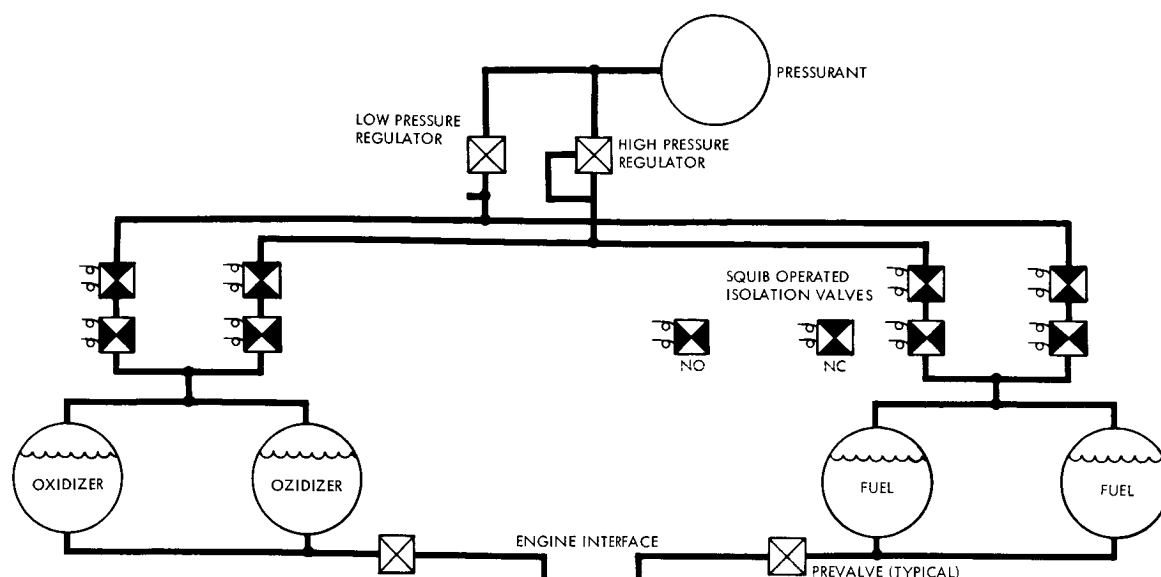 PRESSURANT
LOW PRESSURE
REGULATOR
HIGH PRESSURE
REGULATOR
SQUIB OPERATED
ISOLATION VALVES
NO
NC
OXIDIZER
OZIDIZER
FUEL
FUEL
ENGINE INTERFACE
PREVALVE (TYPICAL)